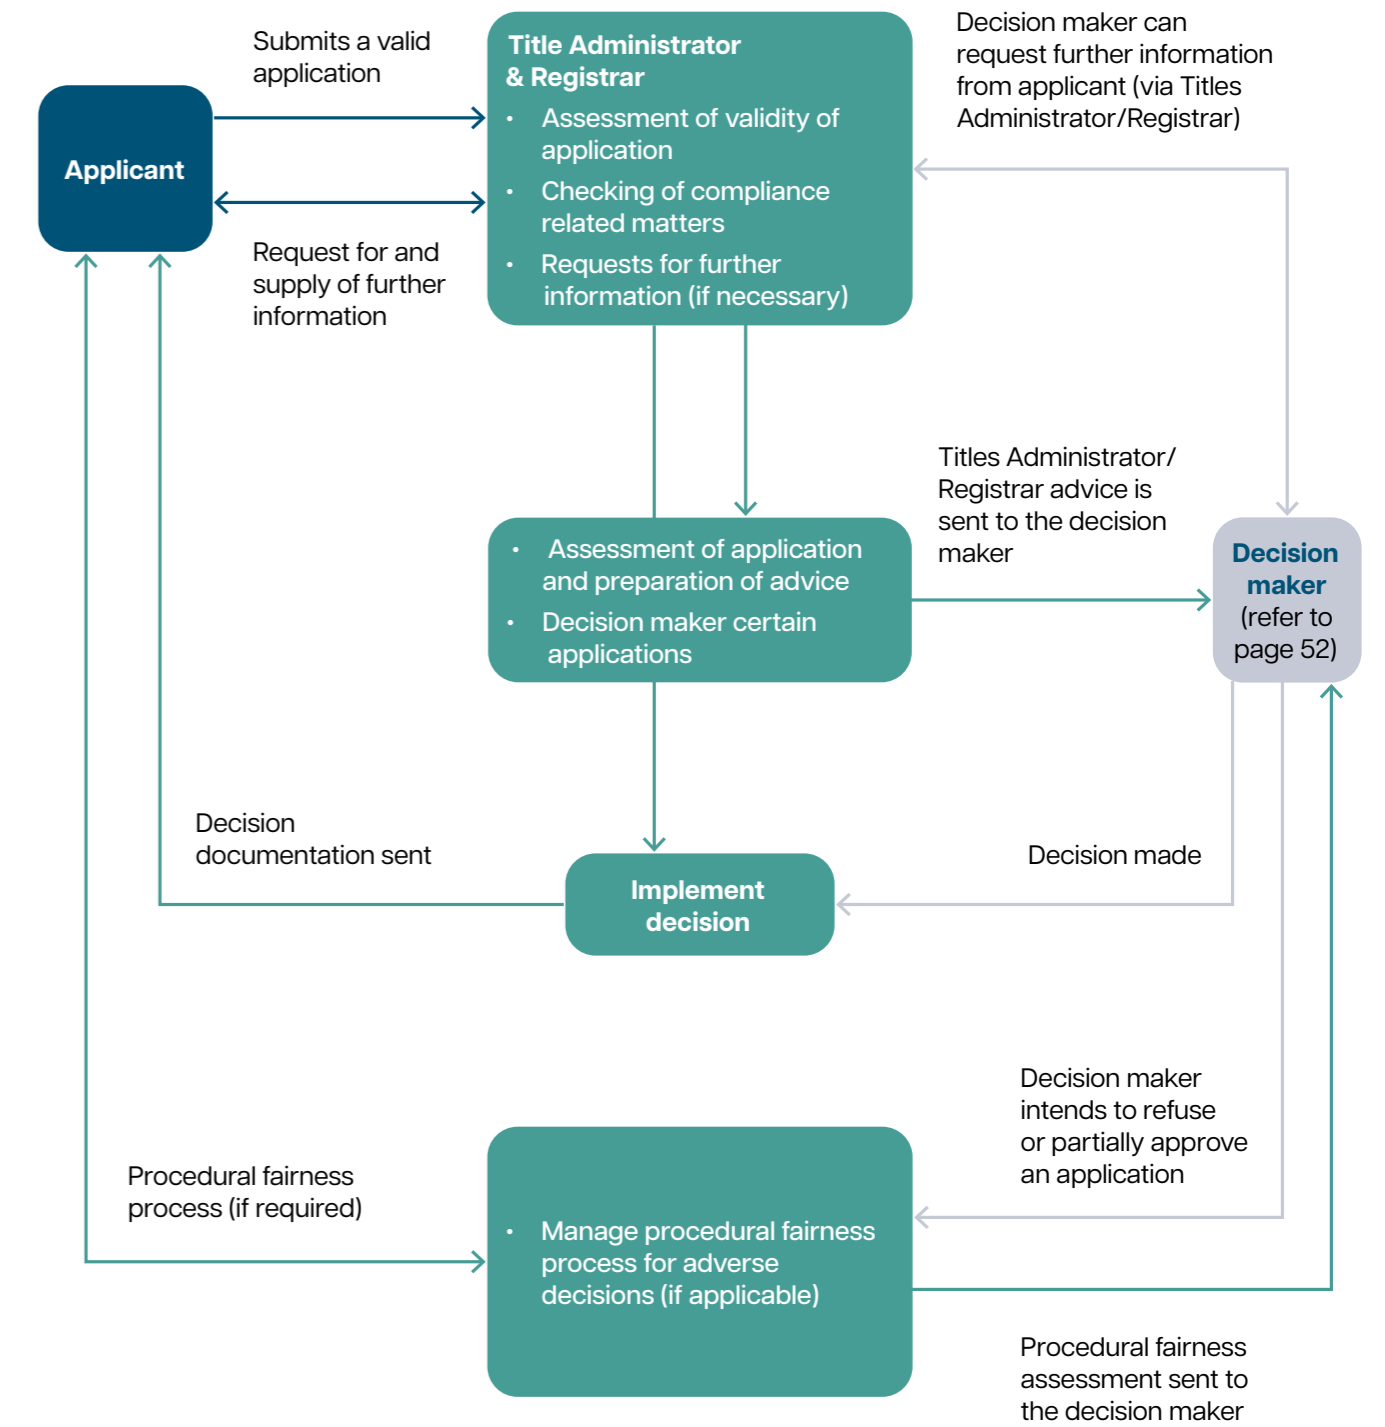 Submits a valid
application
Applicant
Request for and
supply of further
information
Title Administrator
& Registrar
• Assessment of validity of
application
• Checking of compliance
related matters
• Requests for further
information (if necessary)
Decision maker can
request further information
from applicant (via Titles
Administrator/Registrar)
• Assessment of application
and preparation of advice
• Decision maker certain
applications
Titles Administrator/
Registrar advice is
sent to the decision
maker
Decision
maker
(refer to
page 52)
Decision
documentation sent
Implement
decision
Decision made
Procedural fairness
process (if required)
• Manage procedural fairness
process for adverse
decisions (if applicable)
Decision maker
intends to refuse
or partially approve
an application
Procedural fairness
assessment sent to
the decision maker